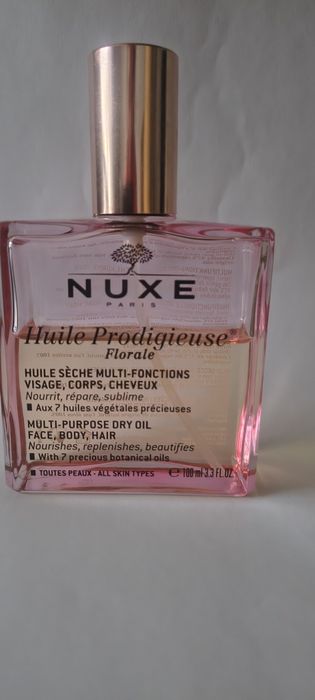 NUXE
PARIS
Huile Prodigieuse
Florale
HUILE SÈCHE MULTI-FONCTIONS
VISAGE, CORPS, CHEVEUX
Nourrit, répare, sublime
■ Aux 7 huiles végétales précieuses
MULTI-PURPOSE DRY OIL
FACE, BODY, HAIR
Nourishes, replenishes, beautifies
■ With 7 precious botanical oils
■ TOUTES PEAUX - ALL SKIN TYPES ℮ 100 ml 3.3 FL.OZ.